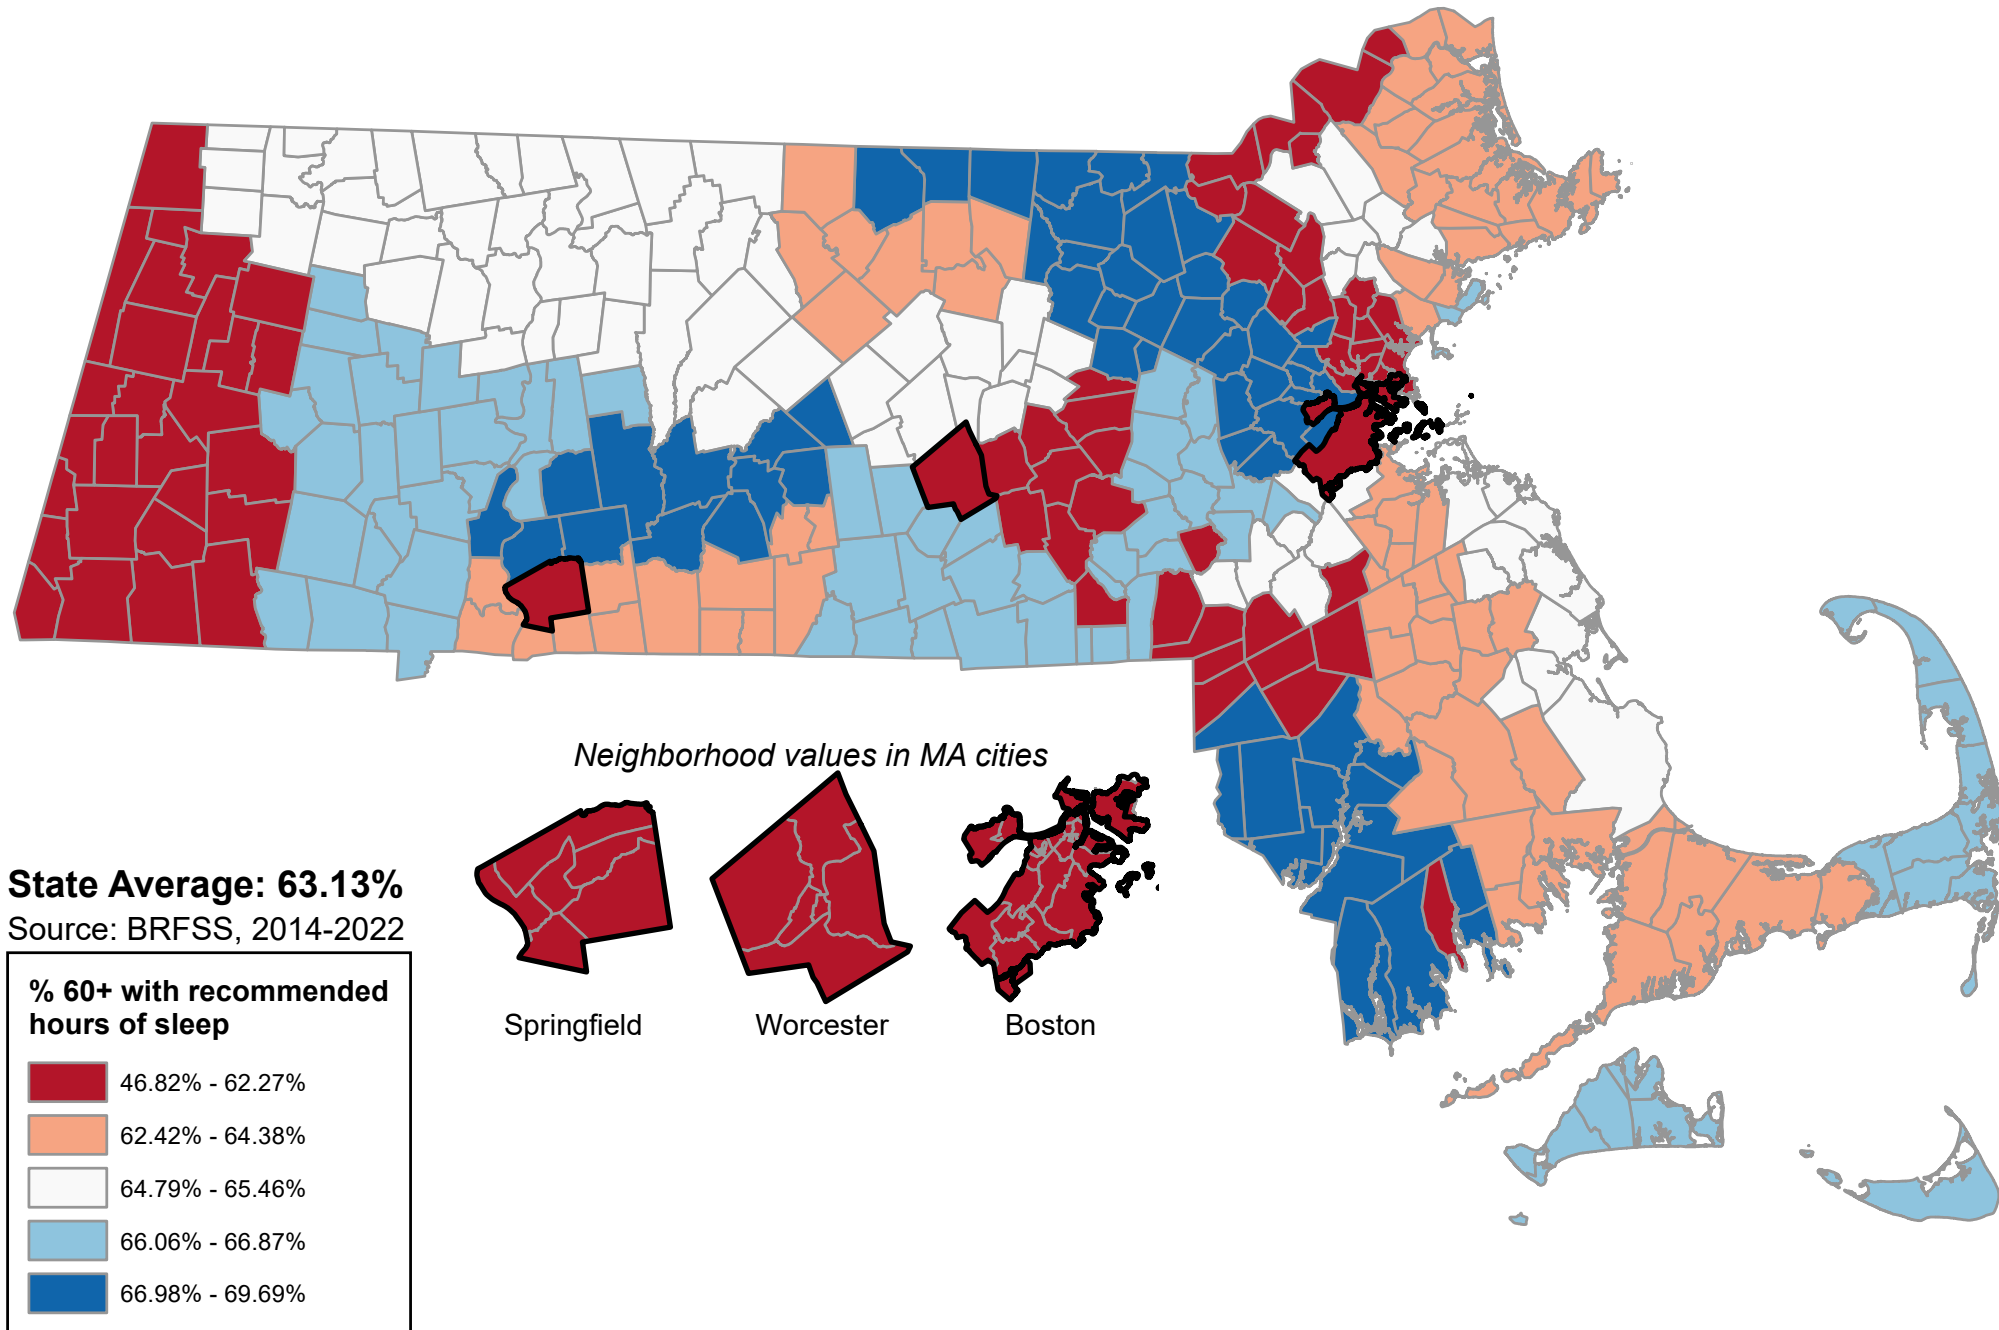 Neighborhood values in MA cities
Springfield
Worcester
Boston
State Average: 63.13%
Source: BRFSS, 2014-2022
% 60+ with recommended
hours of sleep
46.82% - 62.27%
62.42% - 64.38%
64.79% - 65.46%
66.06% - 66.87%
66.98% - 69.69%